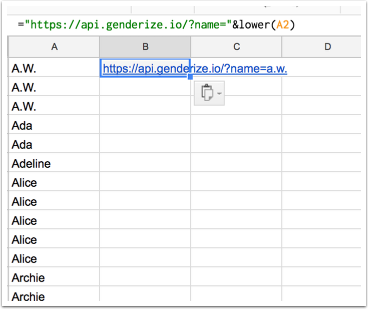 ="https://api.genderize.io/?name="&lower(A2)
A B C D
A.W. https://api.genderize.io/?name=a.w.
A.W.
A.W.
Ada
Ada
Adeline
Alice
Alice
Alice
Alice
Alice
Archie
Archie